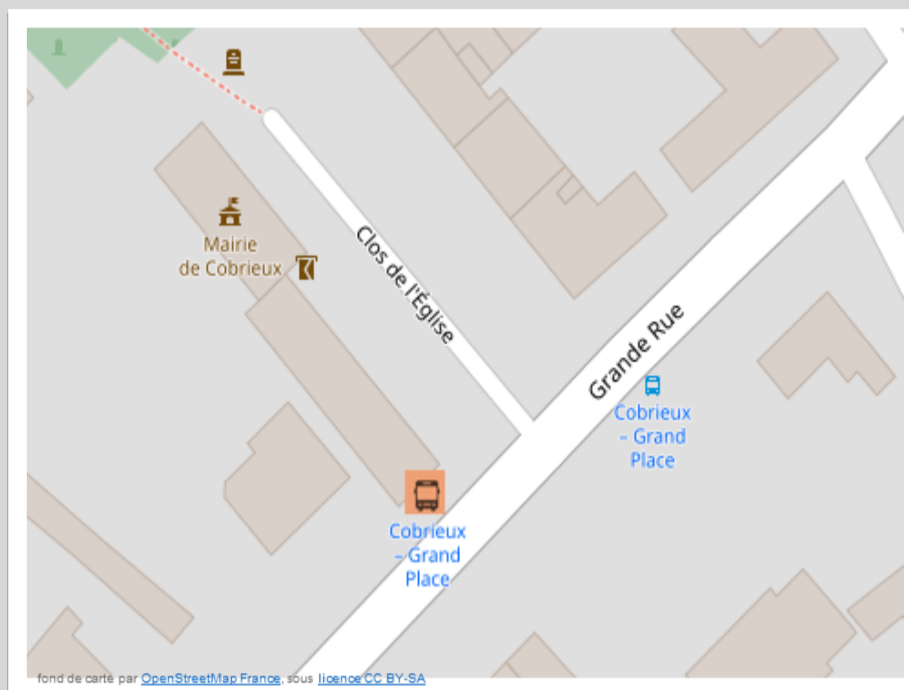 Mairie
de Cobrieux
Clos de l'Église
Grande Rue
Cobrieux
– Grand
Place
Cobrieux
– Grand
Place
fond de carte par OpenStreetMap France, sous licence CC BY-SA